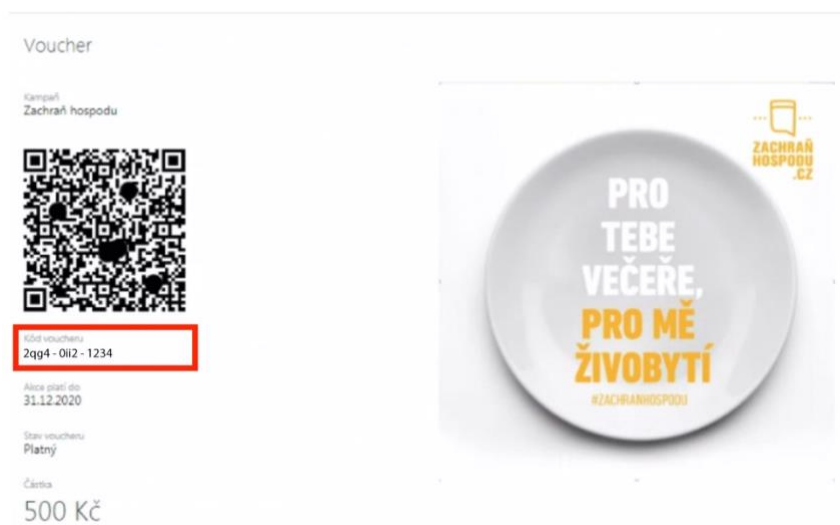 Voucher
Kampaň
Zachraň hospodu
Kód voucheru
2qg4 - 0ii2 - 1234
Akce platí do
31.12.2020
Stav voucheru
Platný
Částka
500 Kč
ZACHRAŇ
HOSPODU
.CZ
PRO
TEBE
VEČEŘE,
PRO MĚ
ŽIVOBYTÍ
#ZACHRANHOSPODU